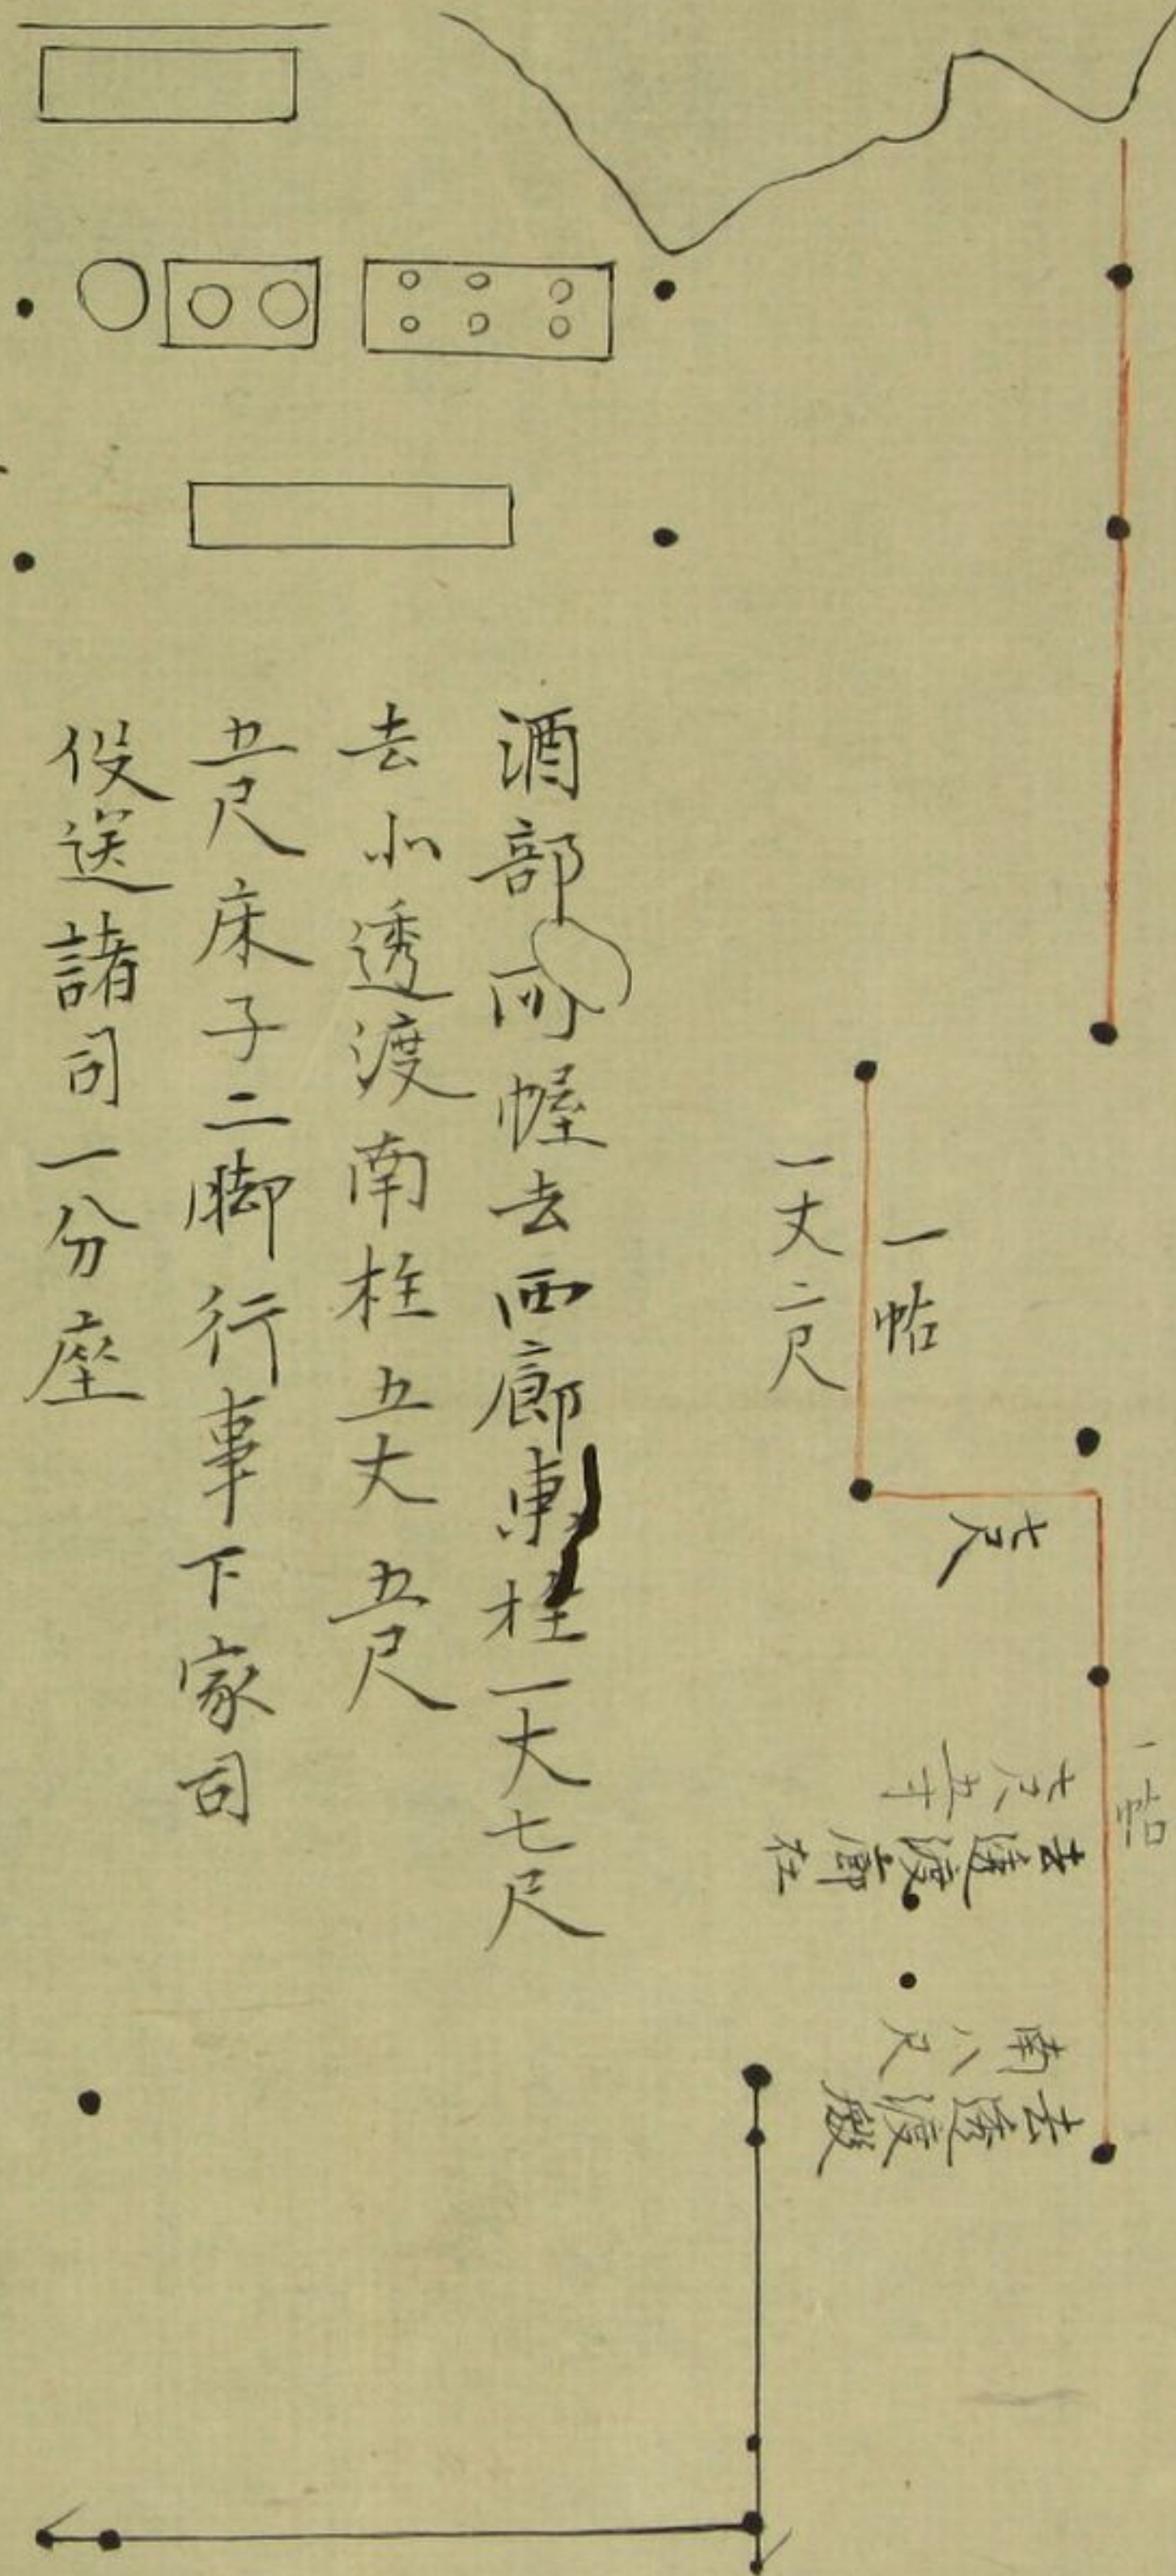 一帖
一丈二尺
七尺
去透渡廊柱
七尺五寸
去透渡殿
南八尺
酒部所幄去西廊東柱一丈七尺
去小透渡南柱五丈五尺
五尺床子二脚行事下家司
役送諸司一分座